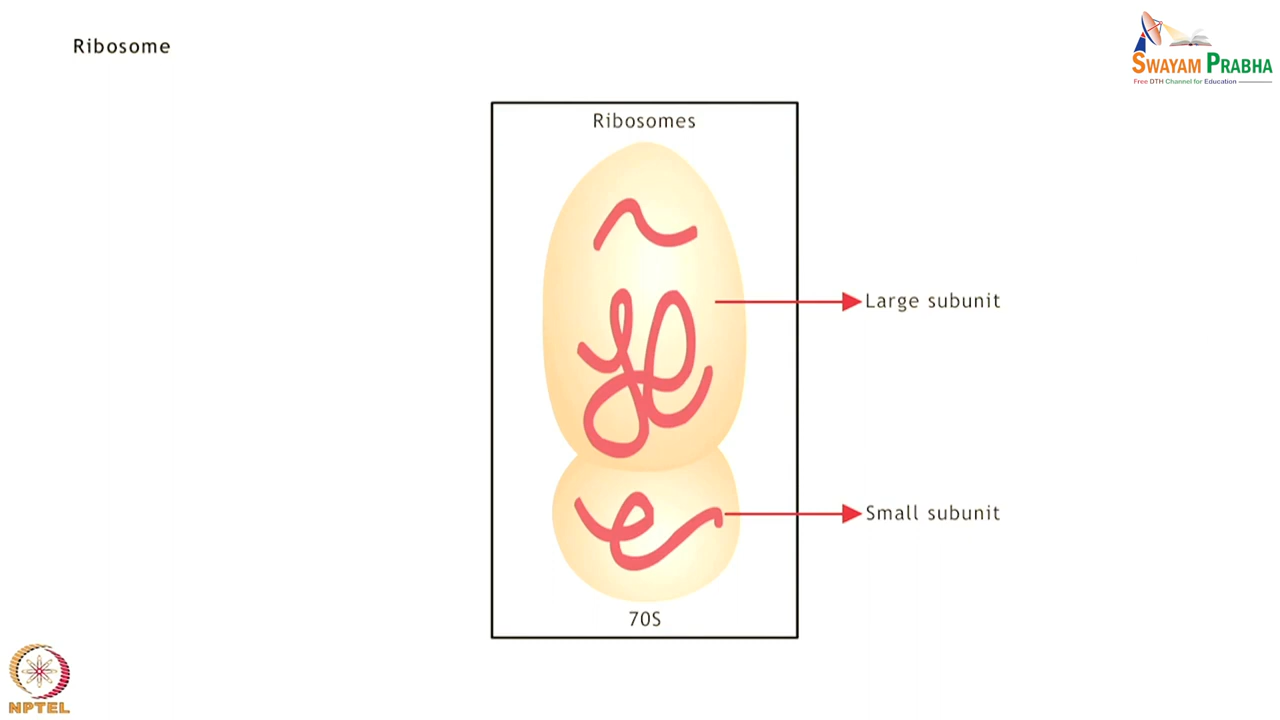 Ribosome
SWAYAM PRABHA
Free DTH Channel for Education
Ribosomes
Large subunit
Small subunit
70S
NPTEL